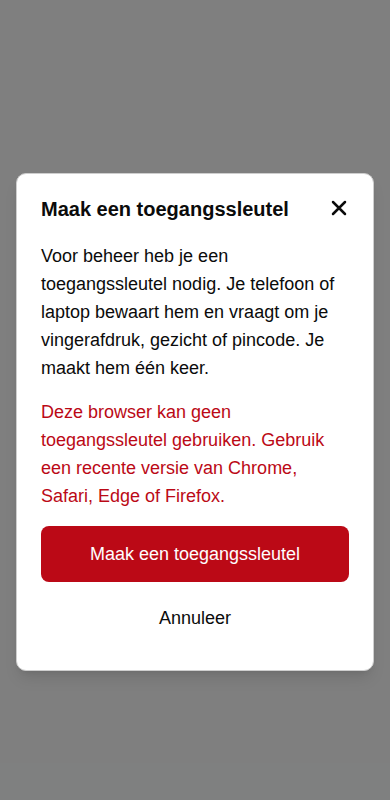 Maak een toegangssleutel
Voor beheer heb je een
toegangssleutel nodig. Je telefoon of
laptop bewaart hem en vraagt om je
vingerafdruk, gezicht of pincode. Je
maakt hem één keer.
Deze browser kan geen
toegangssleutel gebruiken. Gebruik
een recente versie van Chrome,
Safari, Edge of Firefox.
Maak een toegangssleutel
Annuleer